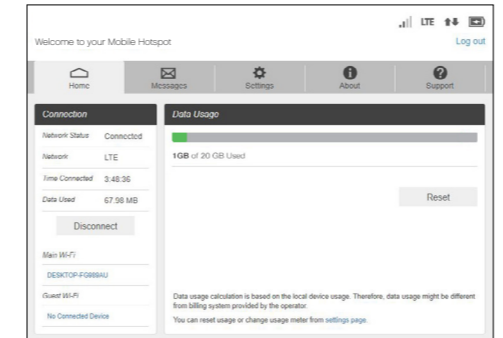 LTE
Welcome to your Mobile Hotspot
Log out
Home
Messages
Settings
About
Support
Connection
Network Status Connected
Network LTE
Time Connected 3:48:36
Data Used 67.98 MB
Disconnect
Main Wi-Fi
DESKTOP-FG989AU
Guest Wi-Fi
No Connected Device
Data Usage
1GB of 20 GB Used
Reset
Data usage calculation is based on the local device usage. Therefore, data usage might be different
from billing system provided by the operator.
You can reset usage or change usage meter from settings page.